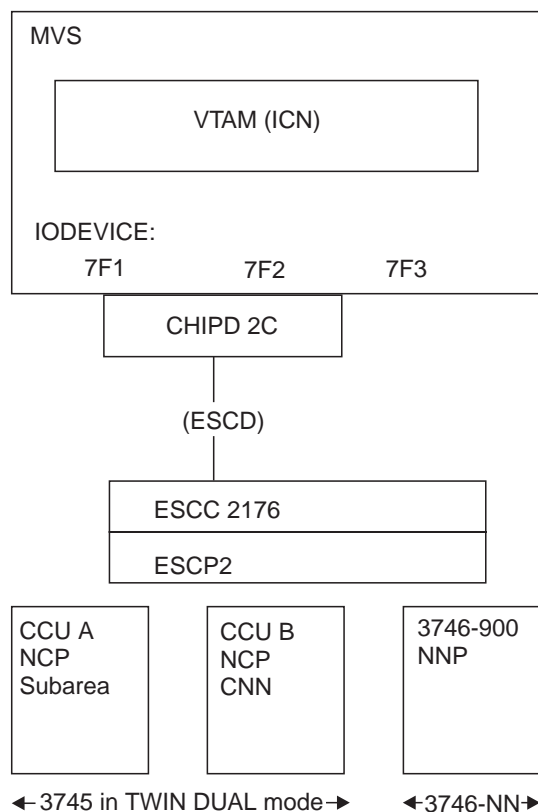 MVS
VTAM (ICN)
IODEVICE:
7F1 7F2 7F3
CHIPD 2C
(ESCD)
ESCC 2176
ESCP2
CCU A
NCP
Subarea
CCU B
NCP
CNN
3746-900
NNP
3745 in TWIN DUAL mode
3746-NN